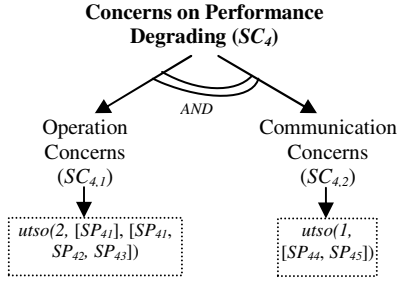 Concerns on Performance
Degrading (SC4)
AND
Operation
Concerns
(SC4,1)
Communication
Concerns
(SC4,2)
utso(2, [SP41], [SP41,
SP42, SP43])
utso(1,
[SP44, SP45])